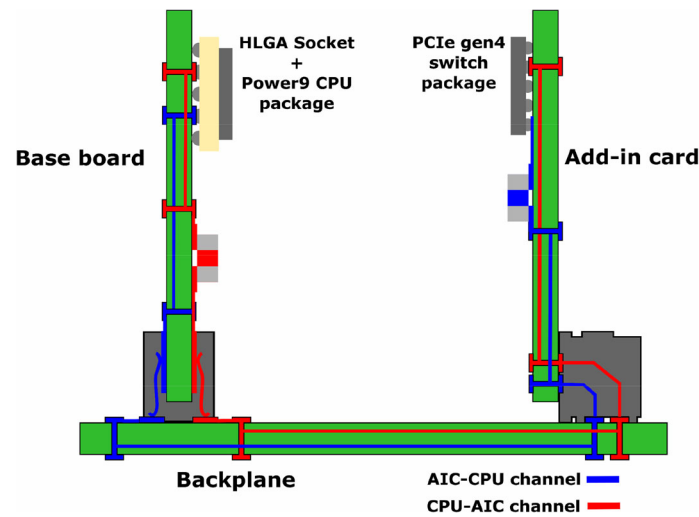 HLGA Socket
+
Power9 CPU
package
PCIe gen4
switch
package
Base board
Add-in card
Backplane
AIC-CPU channel
CPU-AIC channel